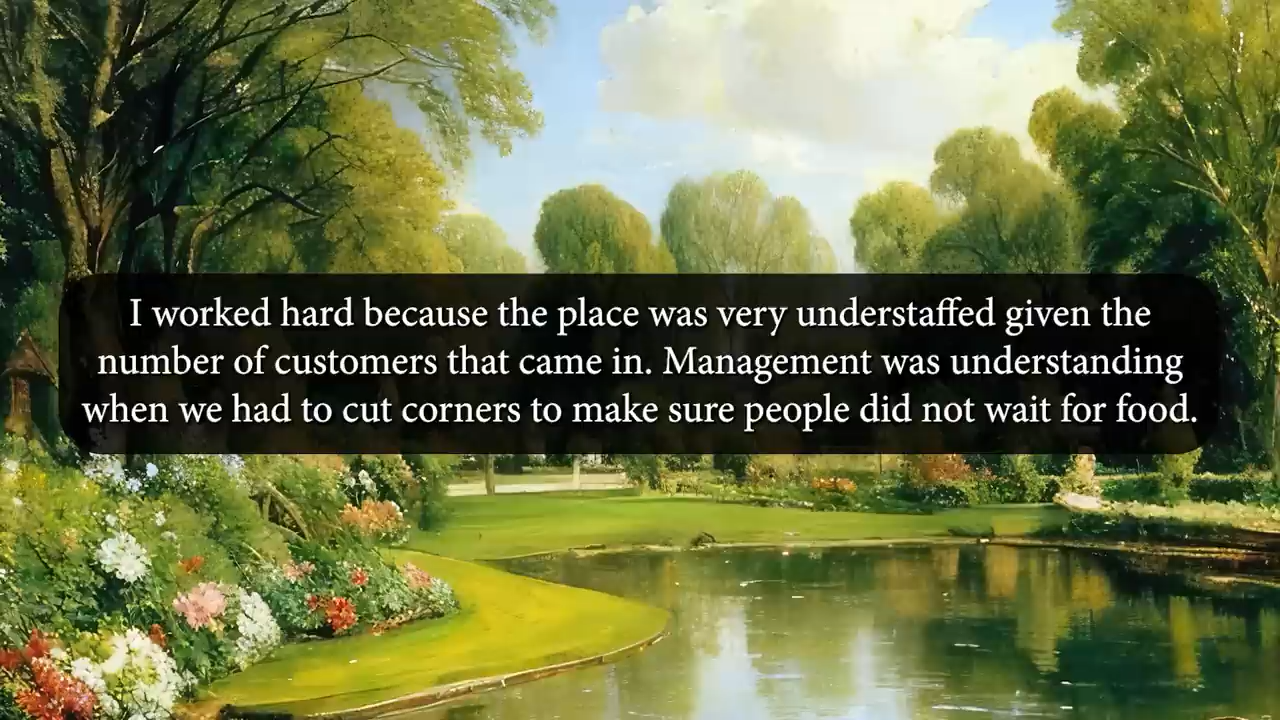 I worked hard because the place was very understaffed given the
number of customers that came in. Management was understanding
when we had to cut corners to make sure people did not wait for food.